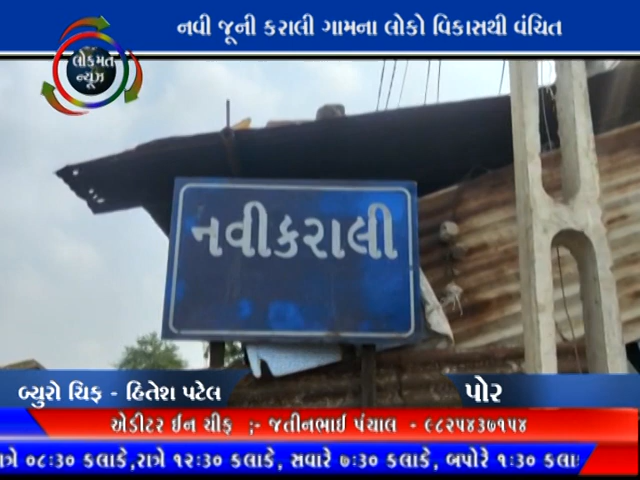 નવી જૂની કરાલી ગામના લોકો વિકાસથી વંચિત
લોકમત
ન્યૂઝ
નવીકરાલી
બ્યુરો ચિફ - હિતેશ પટેલ
પોર
એડીટર ઈન ચીફ :- જતીનભાઈ પંચાલ - ૯૮૨૫૪૩૭૧૫૪
રાત્રે ૦૮:૩૦ કલાકે,રાત્રે ૧૨:૩૦ કલાકે, સવારે ૭:૩૦ કલાકે, બપોરે ૧:૩૦